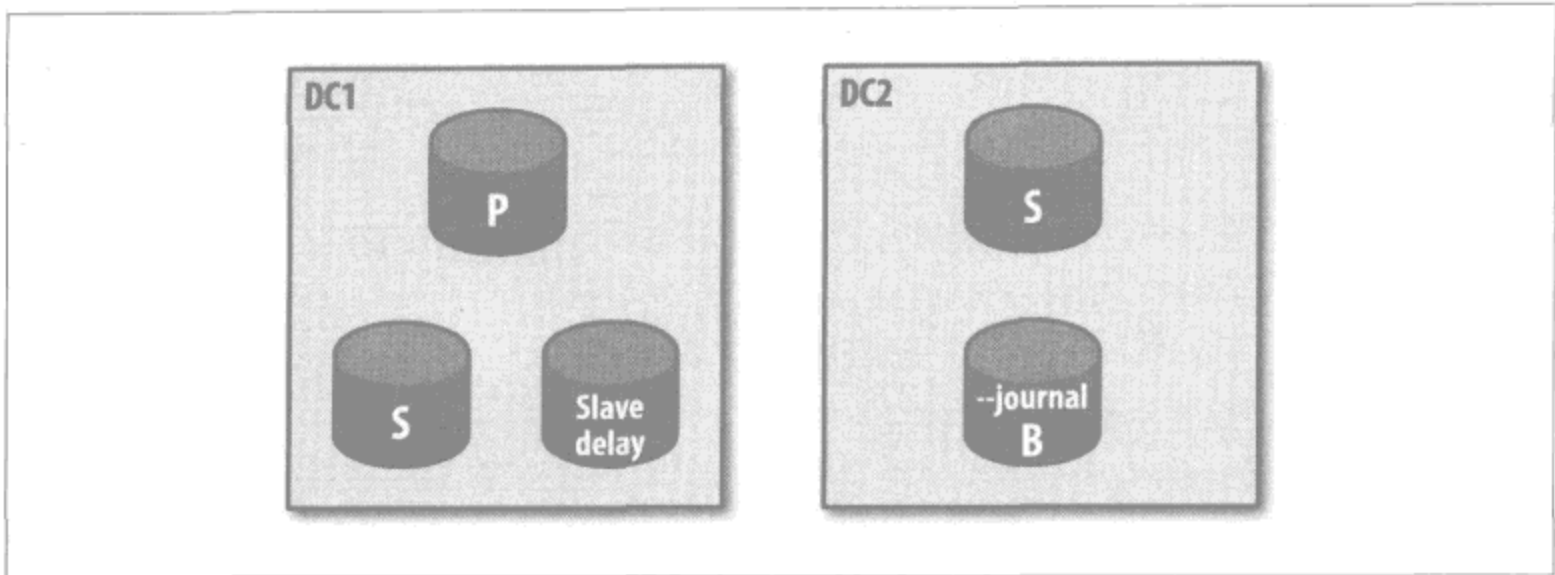 DC1
P
S
Slave
delay
DC2
S
--journal
B